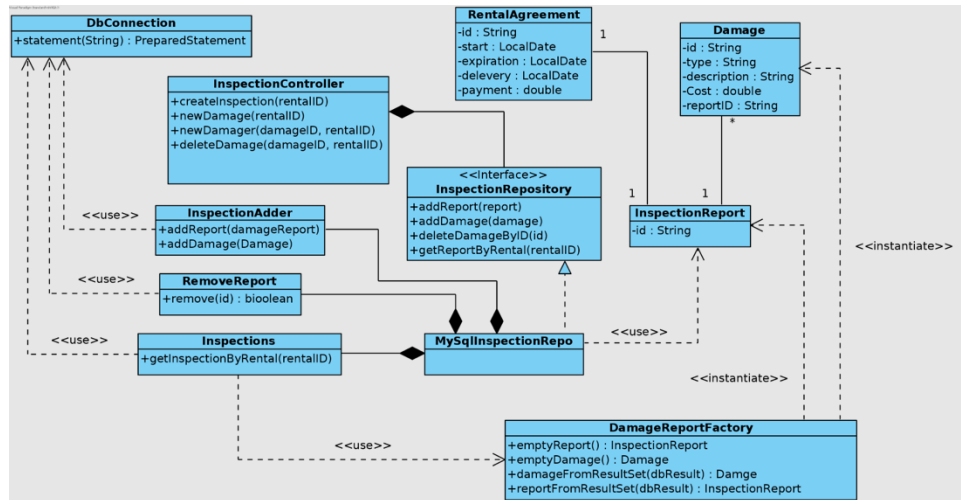 DbConnection
+statement(String) : PreparedStatement
RentalAgreement
-id : String
-start : LocalDate
-expiration : LocalDate
-delevery : LocalDate
-payment : double
1
Damage
-id : String
-type : String
-description : String
-Cost : double
-reportID : String
*
InspectionController
+createInspection(rentalID)
+newDamage(rentalID)
+newDamager(damageID, rentalID)
+deleteDamage(damageID, rentalID)
<<Interface>>
InspectionRepository
+addReport(report)
+addDamage(damage)
+deleteDamageByID(id)
+getReportByRental(rentalID)
1
1
InspectionReport
-id : String
<<use>>
InspectionAdder
+addReport(damageReport)
+addDamage(Damage)
<<instantiate>>
<<use>>
RemoveReport
+remove(id) : bioolean
<<use>>
Inspections
+getInspectionByRental(rentalID)
MySqlInspectionRepo
<<use>>
<<instantiate>>
<<use>>
DamageReportFactory
+emptyReport() : InspectionReport
+emptyDamage() : Damage
+damageFromResultSet(dbResult) : Damge
+reportFromResultSet(dbResult) : InspectionReport